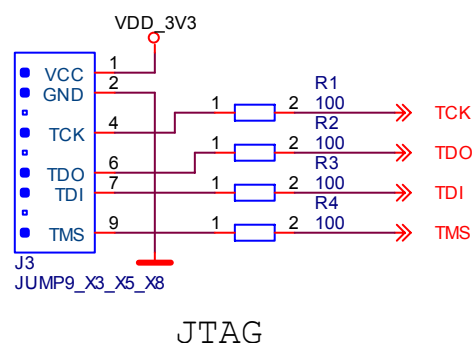 VDD_3V3
VCC 1
GND 2
TCK 4
TDO 6
TDI 7
TMS 9
1 2 R1 100 TCK
1 2 R2 100 TDO
1 2 R3 100 TDI
1 2 R4 100 TMS
J3
JUMP9_X3_X5_X8
JTAG